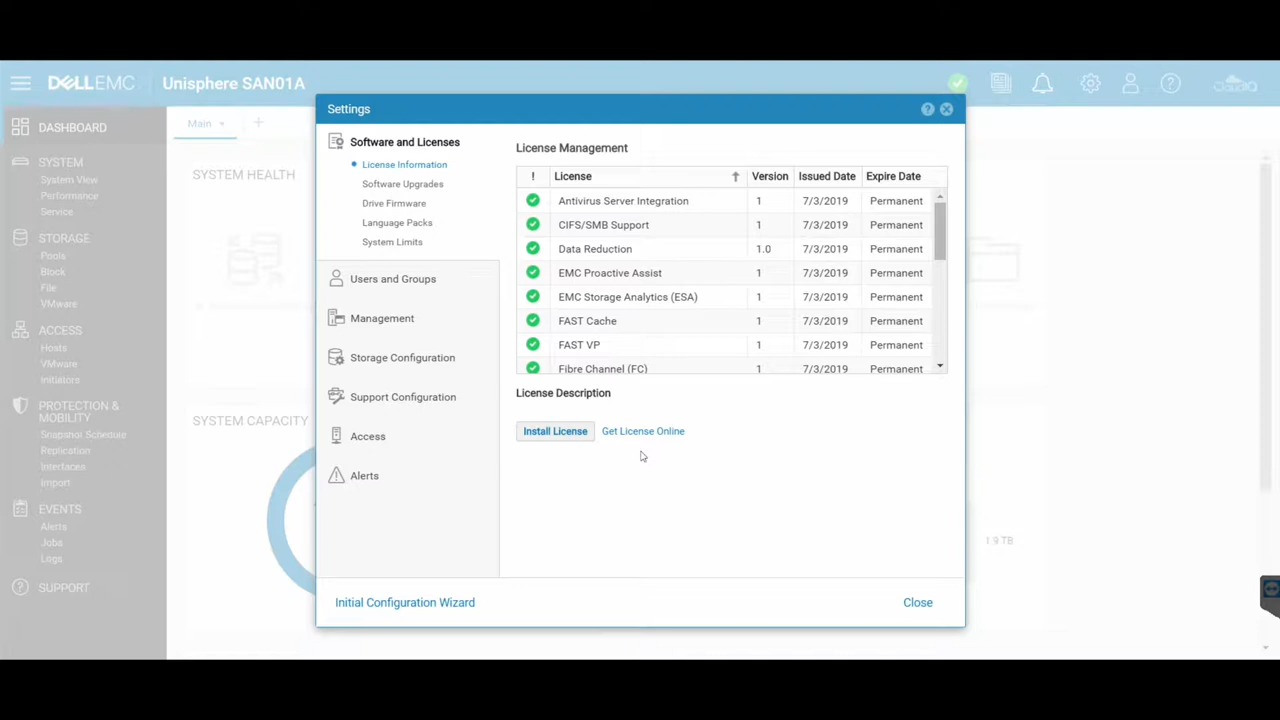 DELLEMC Unisphere SAN01A
DASHBOARD
SYSTEM
System View
Performance
Service
STORAGE
Pools
Block
File
VMware
ACCESS
Hosts
VMware
Initiators
PROTECTION &
MOBILITY
Snapshot Schedule
Replication
Interfaces
Import
EVENTS
Alerts
Jobs
Logs
SUPPORT
Main
SYSTEM HEALTH
SYSTEM CAPACITY
1.9 TB
Settings
Software and Licenses
License Information
Software Upgrades
Drive Firmware
Language Packs
System Limits
Users and Groups
Management
Storage Configuration
Support Configuration
Access
Alerts
License Management
! License Version Issued Date Expire Date
Antivirus Server Integration 1 7/3/2019 Permanent
CIFS/SMB Support 1 7/3/2019 Permanent
Data Reduction 1.0 7/3/2019 Permanent
EMC Proactive Assist 1 7/3/2019 Permanent
EMC Storage Analytics (ESA) 1 7/3/2019 Permanent
FAST Cache 1 7/3/2019 Permanent
FAST VP 1 7/3/2019 Permanent
Fibre Channel (FC) 1 7/3/2019 Permanent
License Description
Install License Get License Online
Initial Configuration Wizard Close